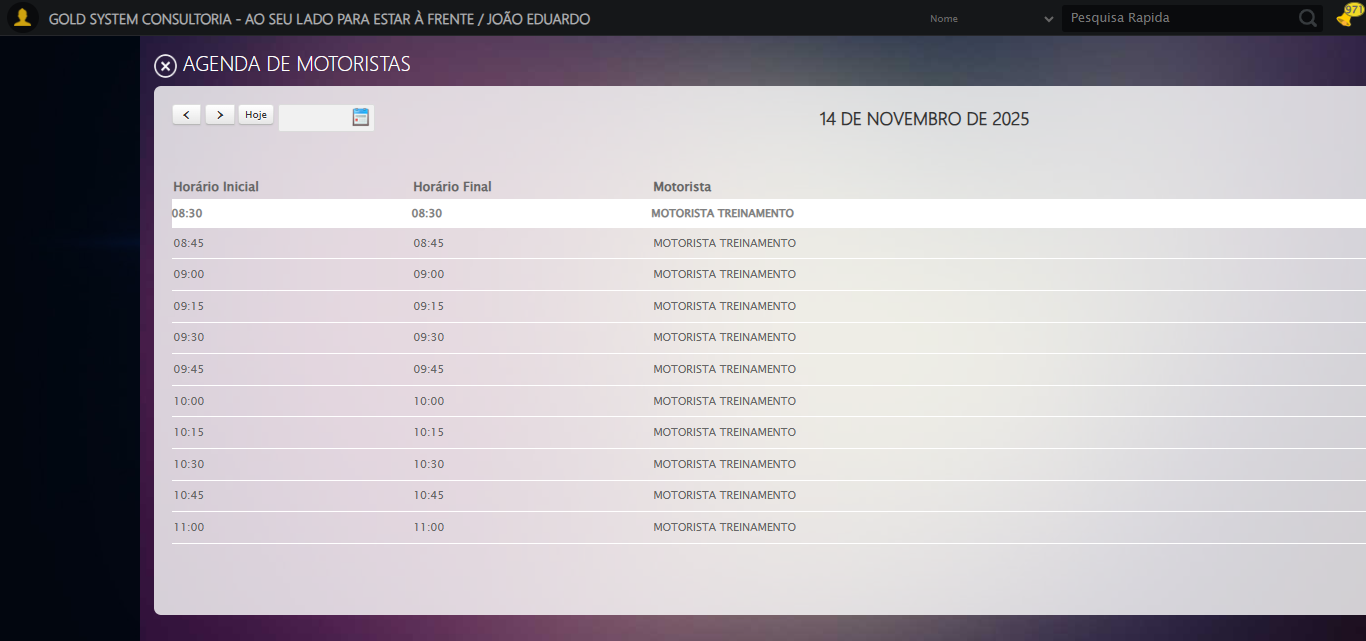 GOLD SYSTEM CONSULTORIA - AO SEU LADO PARA ESTAR À FRENTE / JOÃO EDUARDO Nome Pesquisa Rapida 971
AGENDA DE MOTORISTAS
< > Hoje 14 DE NOVEMBRO DE 2025
Horário Inicial Horário Final Motorista
08:30 08:30 MOTORISTA TREINAMENTO
08:45 08:45 MOTORISTA TREINAMENTO
09:00 09:00 MOTORISTA TREINAMENTO
09:15 09:15 MOTORISTA TREINAMENTO
09:30 09:30 MOTORISTA TREINAMENTO
09:45 09:45 MOTORISTA TREINAMENTO
10:00 10:00 MOTORISTA TREINAMENTO
10:15 10:15 MOTORISTA TREINAMENTO
10:30 10:30 MOTORISTA TREINAMENTO
10:45 10:45 MOTORISTA TREINAMENTO
11:00 11:00 MOTORISTA TREINAMENTO